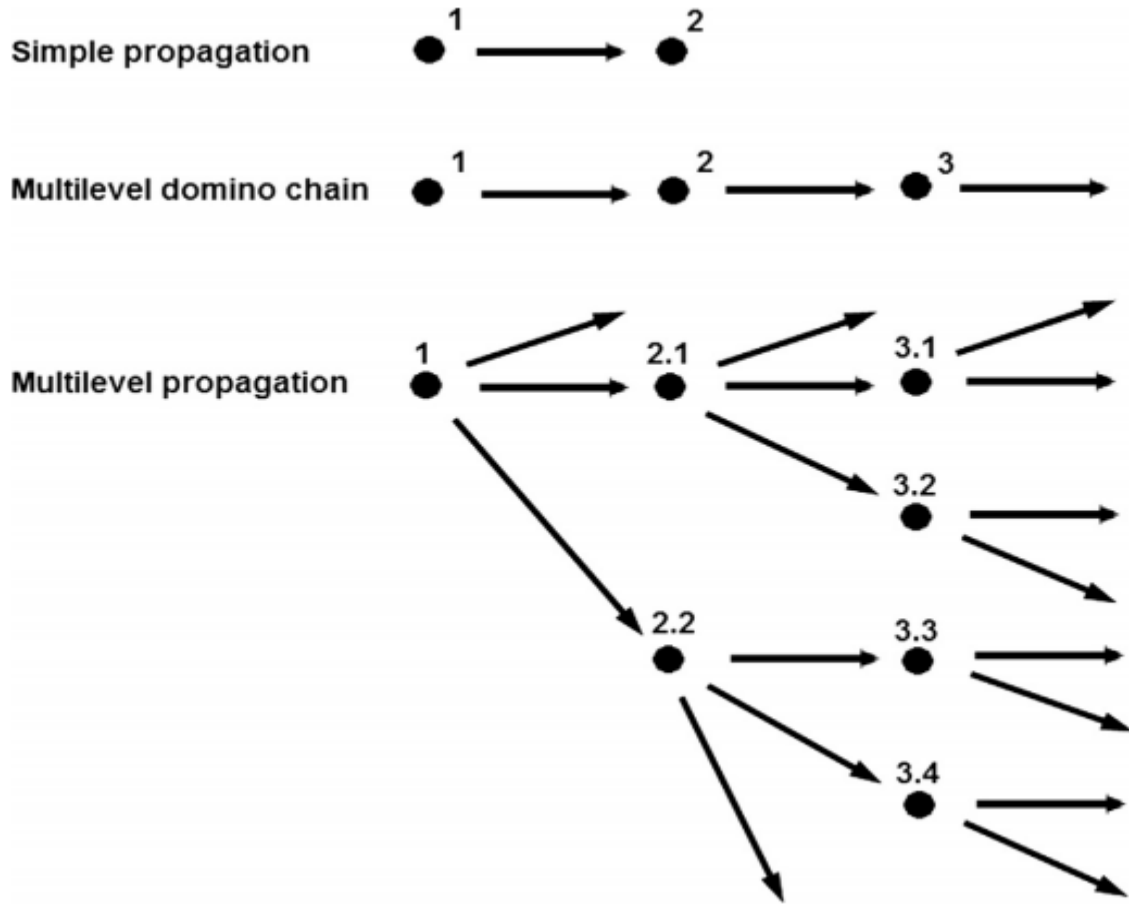 Simple propagation 1 2
Multilevel domino chain 1 2 3
Multilevel propagation 1 2.1 3.1
3.2
2.2 3.3
3.4